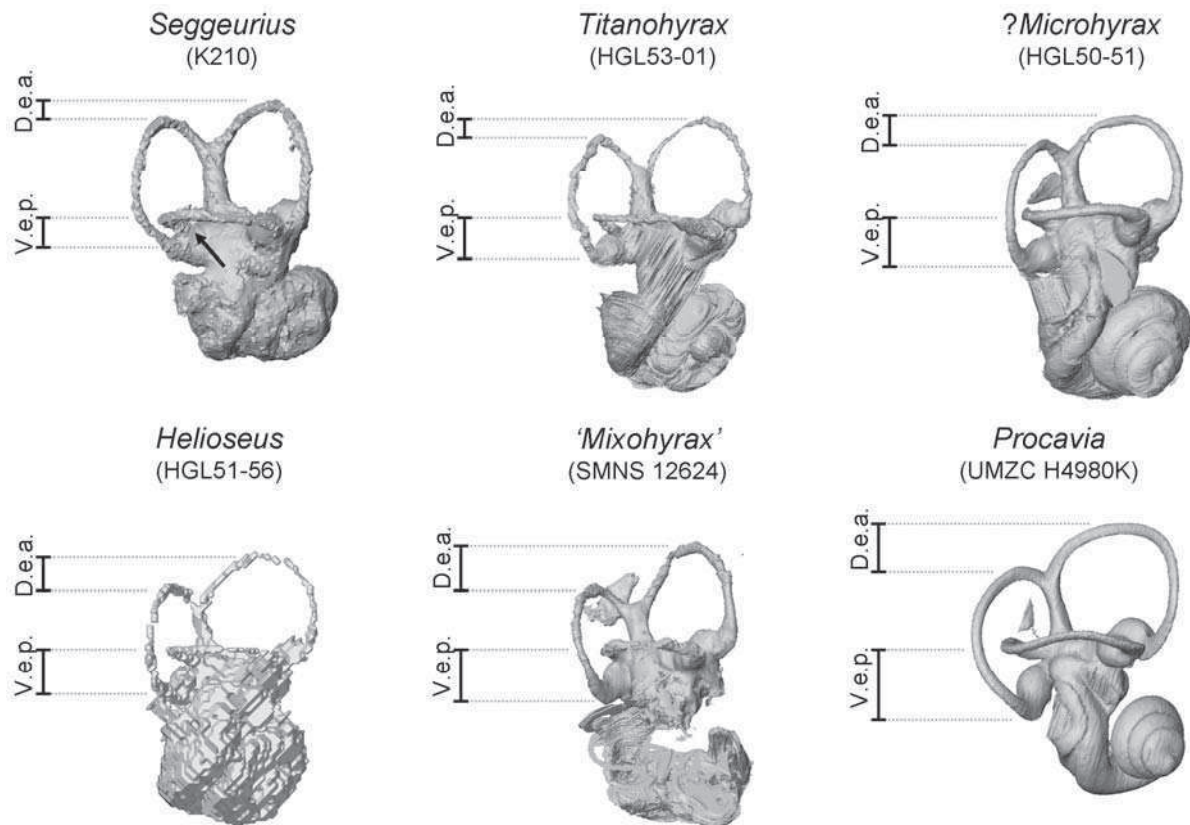 Seggeurius
(K210)
D.e.a.
V.e.p.
Titanohyrax
(HGL53-01)
D.e.a.
V.e.p.
?Microhyrax
(HGL50-51)
D.e.a.
V.e.p.
Helioseus
(HGL51-56)
D.e.a.
V.e.p.
'Mixohyrax'
(SMNS 12624)
D.e.a.
V.e.p.
Procavia
(UMZC H4980K)
D.e.a.
V.e.p.